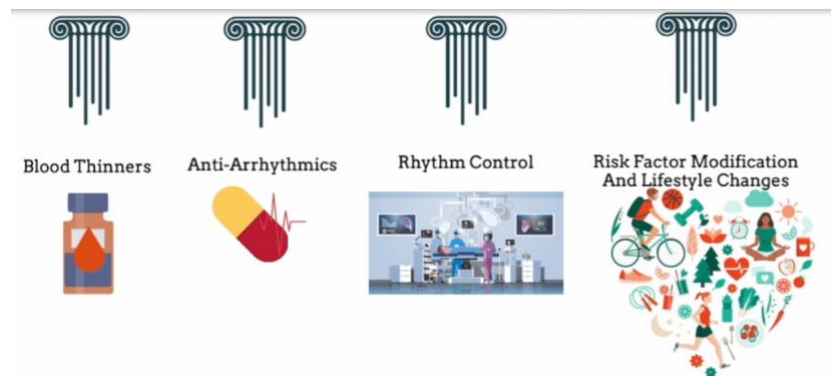 Blood Thinners
Anti-Arrhythmics
Rhythm Control
Risk Factor Modification
And Lifestyle Changes